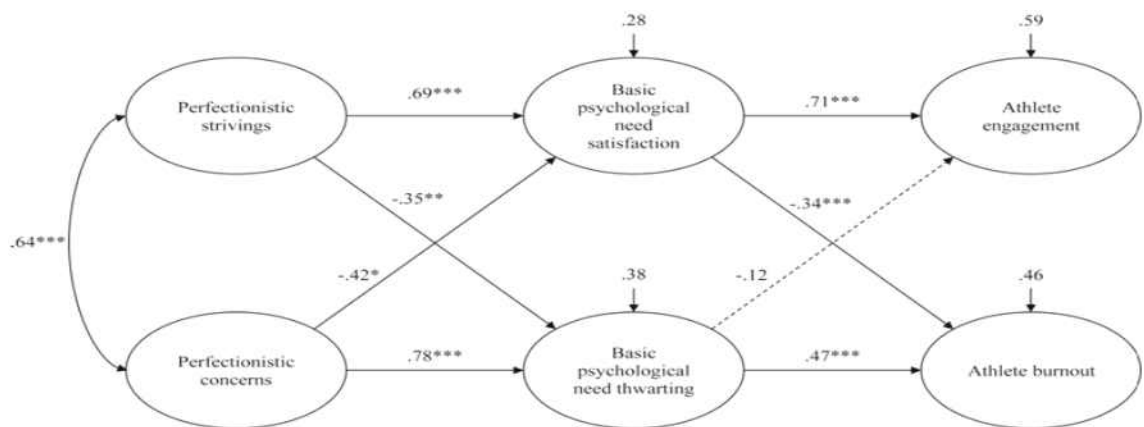 .28
.59
Perfectionistic
strivings
.69***
Basic
psychological
need
satisfaction
.71***
Athlete
engagement
-.35**
-.34***
.64***
-.42*
.38
-.12
.46
Perfectionistic
concerns
.78***
Basic
psychological
need thwarting
.47***
Athlete burnout